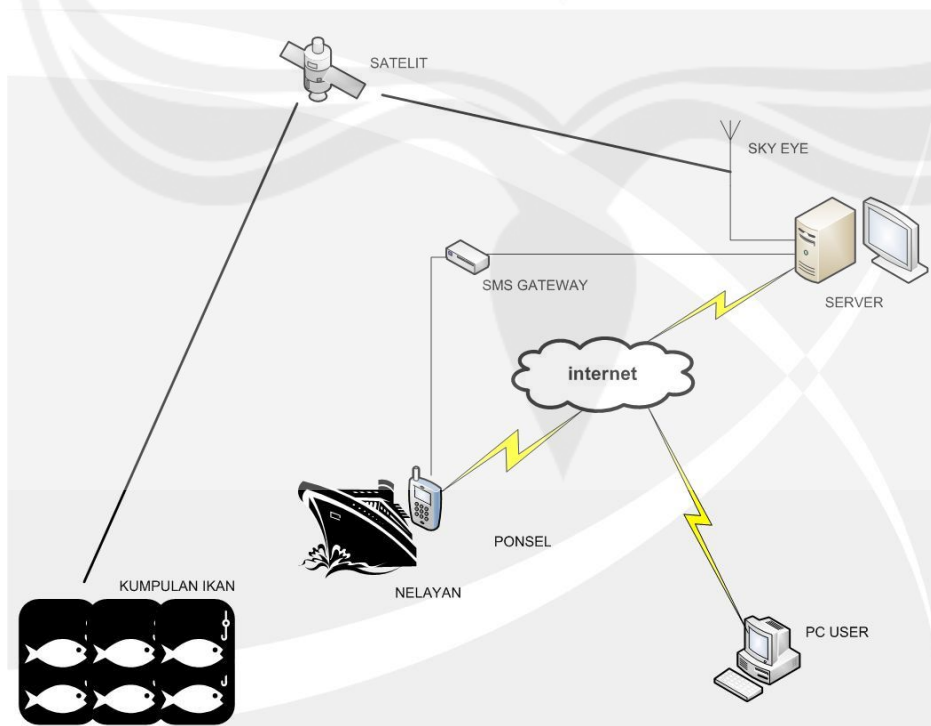 SATELIT
SKY EYE
SMS GATEWAY
SERVER
internet
PONSEL
NELAYAN
KUMPULAN IKAN
PC USER